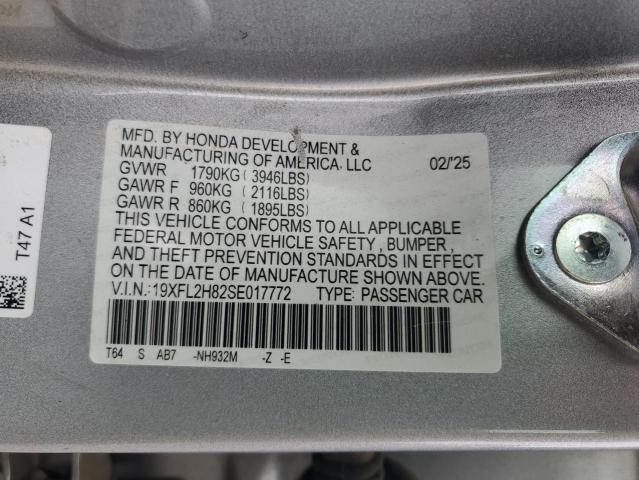 MFD. BY HONDA DEVELOPMENT &
MANUFACTURING OF AMERICA, LLC 02/'25
GVWR 1790KG ( 3946LBS)
GAWR F 960KG ( 2116LBS)
GAWR R 860KG ( 1895LBS)
THIS VEHICLE CONFORMS TO ALL APPLICABLE
FEDERAL MOTOR VEHICLE SAFETY , BUMPER ,
AND THEFT PREVENTION STANDARDS IN EFFECT
ON THE DATE OF MANUFACTURE SHOWN ABOVE.
V.I.N.:19XFL2H82SE017772 TYPE: PASSENGER CAR
T64 S AB7 -NH932M -Z -E
T47 A1